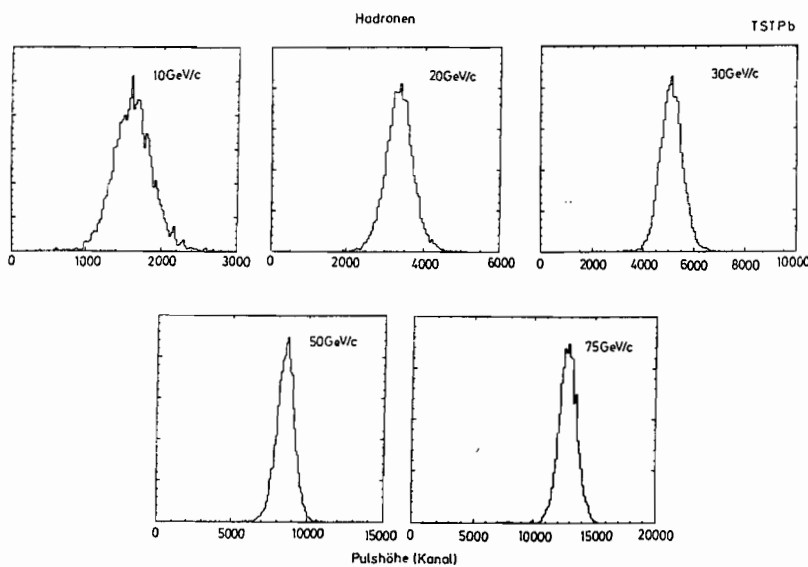 Hadronen
TSTPb
10GeV/c
20GeV/c
30GeV/c
0 1000 2000 3000
0 2000 4000 6000
0 2000 4000 6000 8000 10000
50GeV/c
75GeV/c
0 5000 10000 15000
0 5000 10000 15000 20000
Pulshöhe (Kanal)